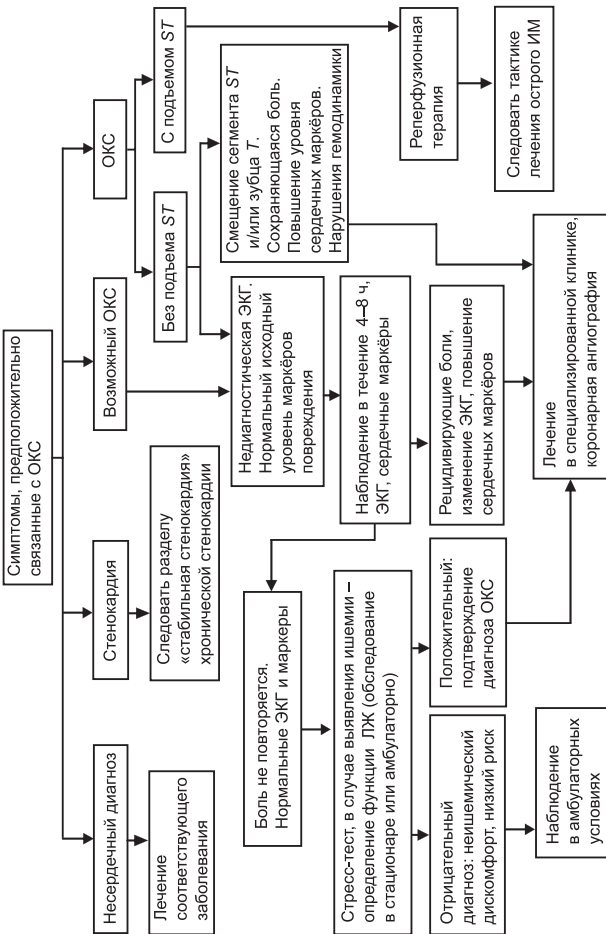 Симптомы, предположительно
связанные с ОКС
Несердечный диагноз
Стенокардия
Возможный ОКС
ОКС
Лечение
соответствующего
заболевания
Следовать разделу
«стабильная стенокардия»
хронической стенокардии
Без подъема ST
С подъемом ST
Недиагностическая ЭКГ.
Нормальный исходный
уровень маркёров
повреждения
Смещение сегмента ST
и/или зубца T.
Сохраняющаяся боль.
Повышение уровня
сердечных маркёров.
Нарушения гемодинамики
Боль не повторяется.
Нормальные ЭКГ и маркеры
Наблюдение в течение 4–8 ч,
ЭКГ, сердечные маркёры
Реперфузионная
терапия
Стресс-тест, в случае выявления ишемии –
определение функции ЛЖ (обследование
в стационаре или амбулаторно)
Рецидивирующие боли,
изменение ЭКГ, повышение
сердечных маркёров
Следовать тактике
лечения острого ИМ
Отрицательный
диагноз: неишемический
дискомфорт, низкий риск
Положительный:
подтверждение
диагноза ОКС
Наблюдение
в амбулаторных
условиях
Лечение
в специализированной клинике,
коронарная ангиография